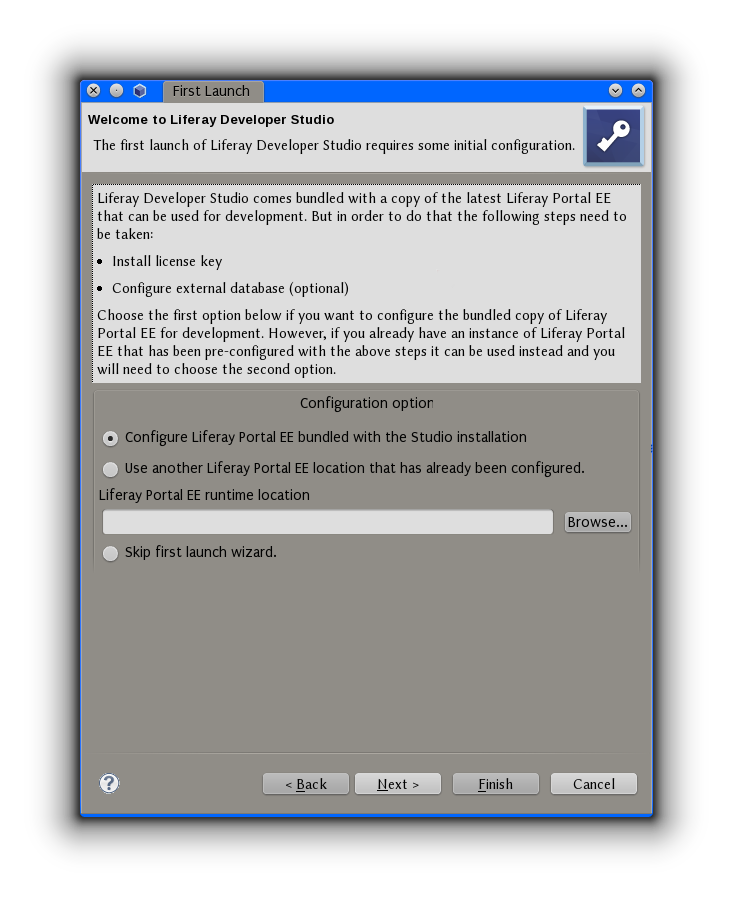 First Launch
Welcome to Liferay Developer Studio
The first launch of Liferay Developer Studio requires some initial configuration.
Liferay Developer Studio comes bundled with a copy of the latest Liferay Portal EE
that can be used for development. But in order to do that the following steps need to
be taken:
• Install license key
• Configure external database (optional)
Choose the first option below if you want to configure the bundled copy of Liferay
Portal EE for development. However, if you already have an instance of Liferay Portal
EE that has been pre-configured with the above steps it can be used instead and you
will need to choose the second option.
Configuration option
Configure Liferay Portal EE bundled with the Studio installation
Use another Liferay Portal EE location that has already been configured.
Liferay Portal EE runtime location
Browse...
Skip first launch wizard.
? < Back Next > Finish Cancel